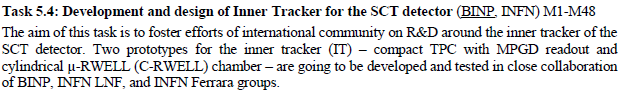 Task 5.4: Development and design of Inner Tracker for the SCT detector (BINP, INFN) M1-M48
The aim of this task is to foster efforts of international community on R&D around the inner tracker of the
SCT detector. Two prototypes for the inner tracker (IT) – compact TPC with MPGD readout and
cylindrical μ-RWELL (C-RWELL) chamber – are going to be developed and tested in close collaboration
of BINP, INFN LNF, and INFN Ferrara groups.